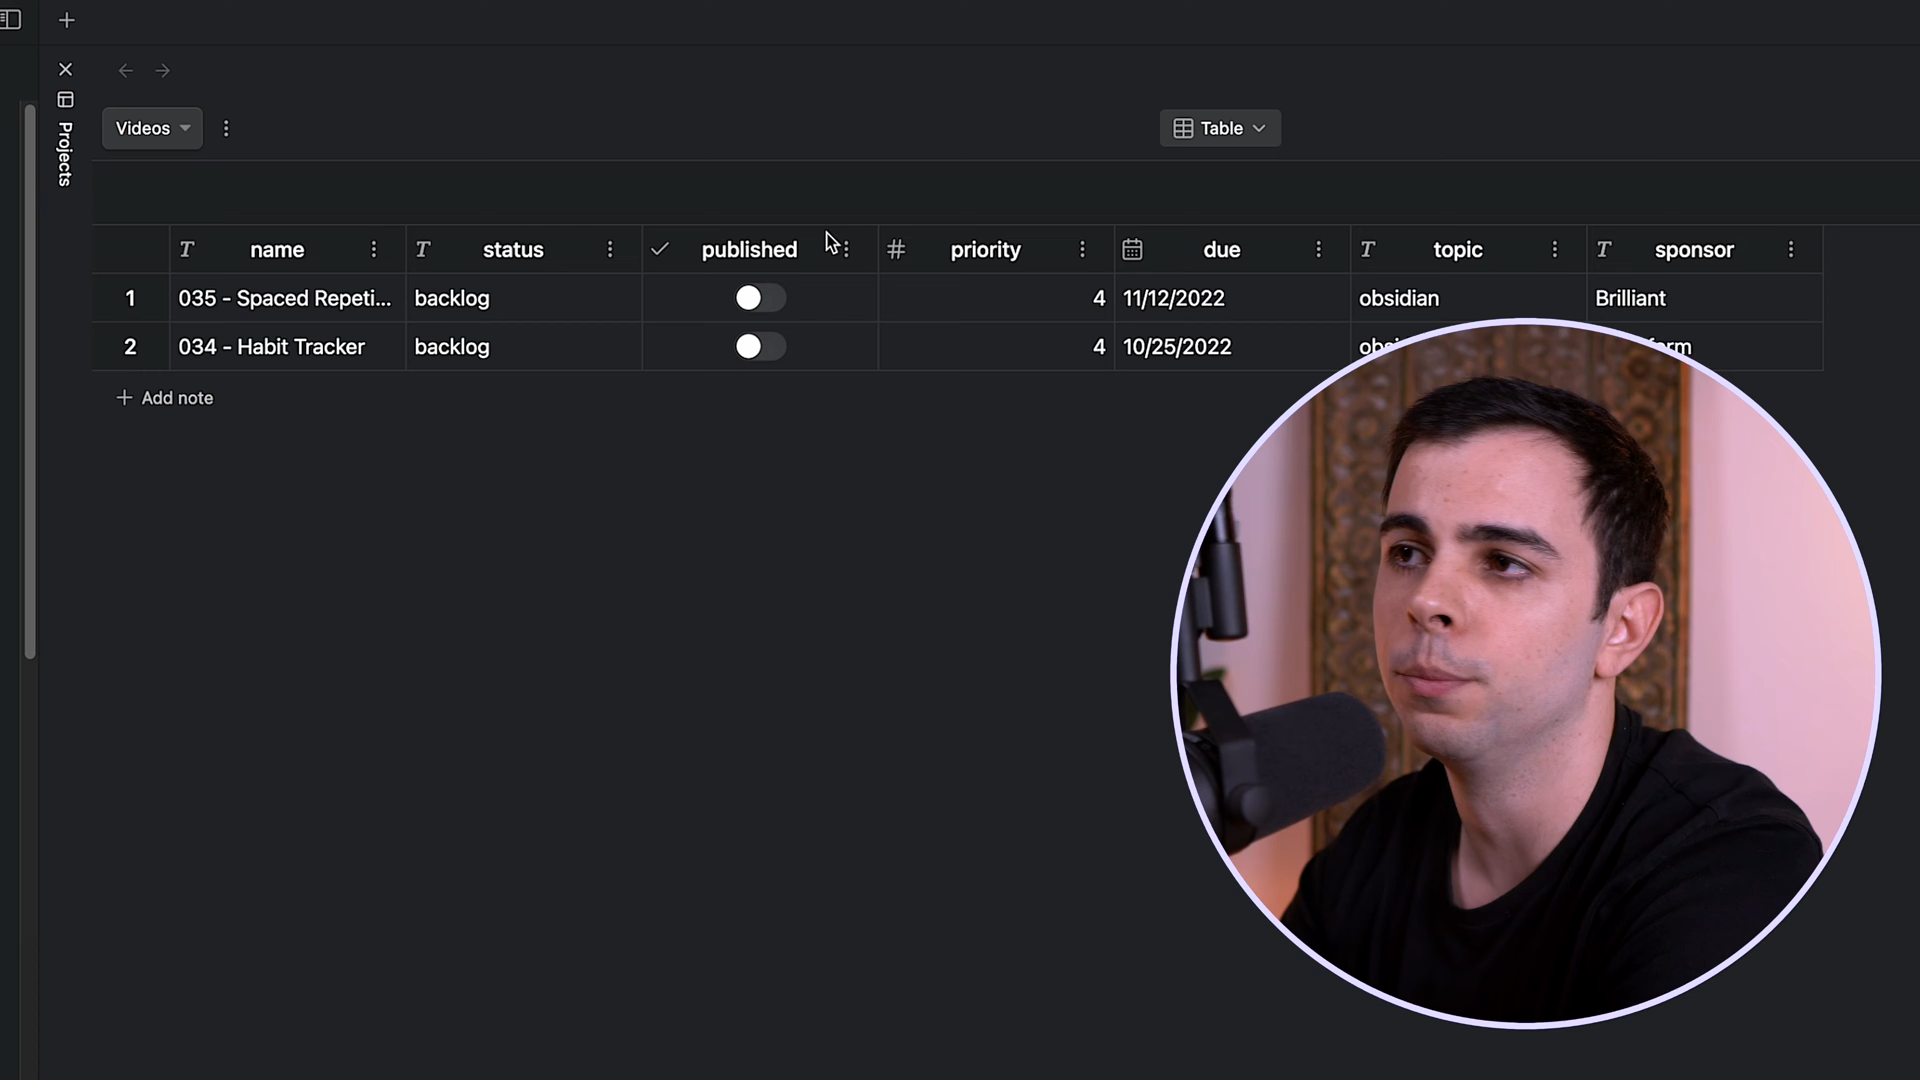 Projects
Videos
Table
name status published priority due topic sponsor
1 035 - Spaced Repeti... backlog 4 11/12/2022 obsidian Brilliant
2 034 - Habit Tracker backlog 4 10/25/2022
+ Add note